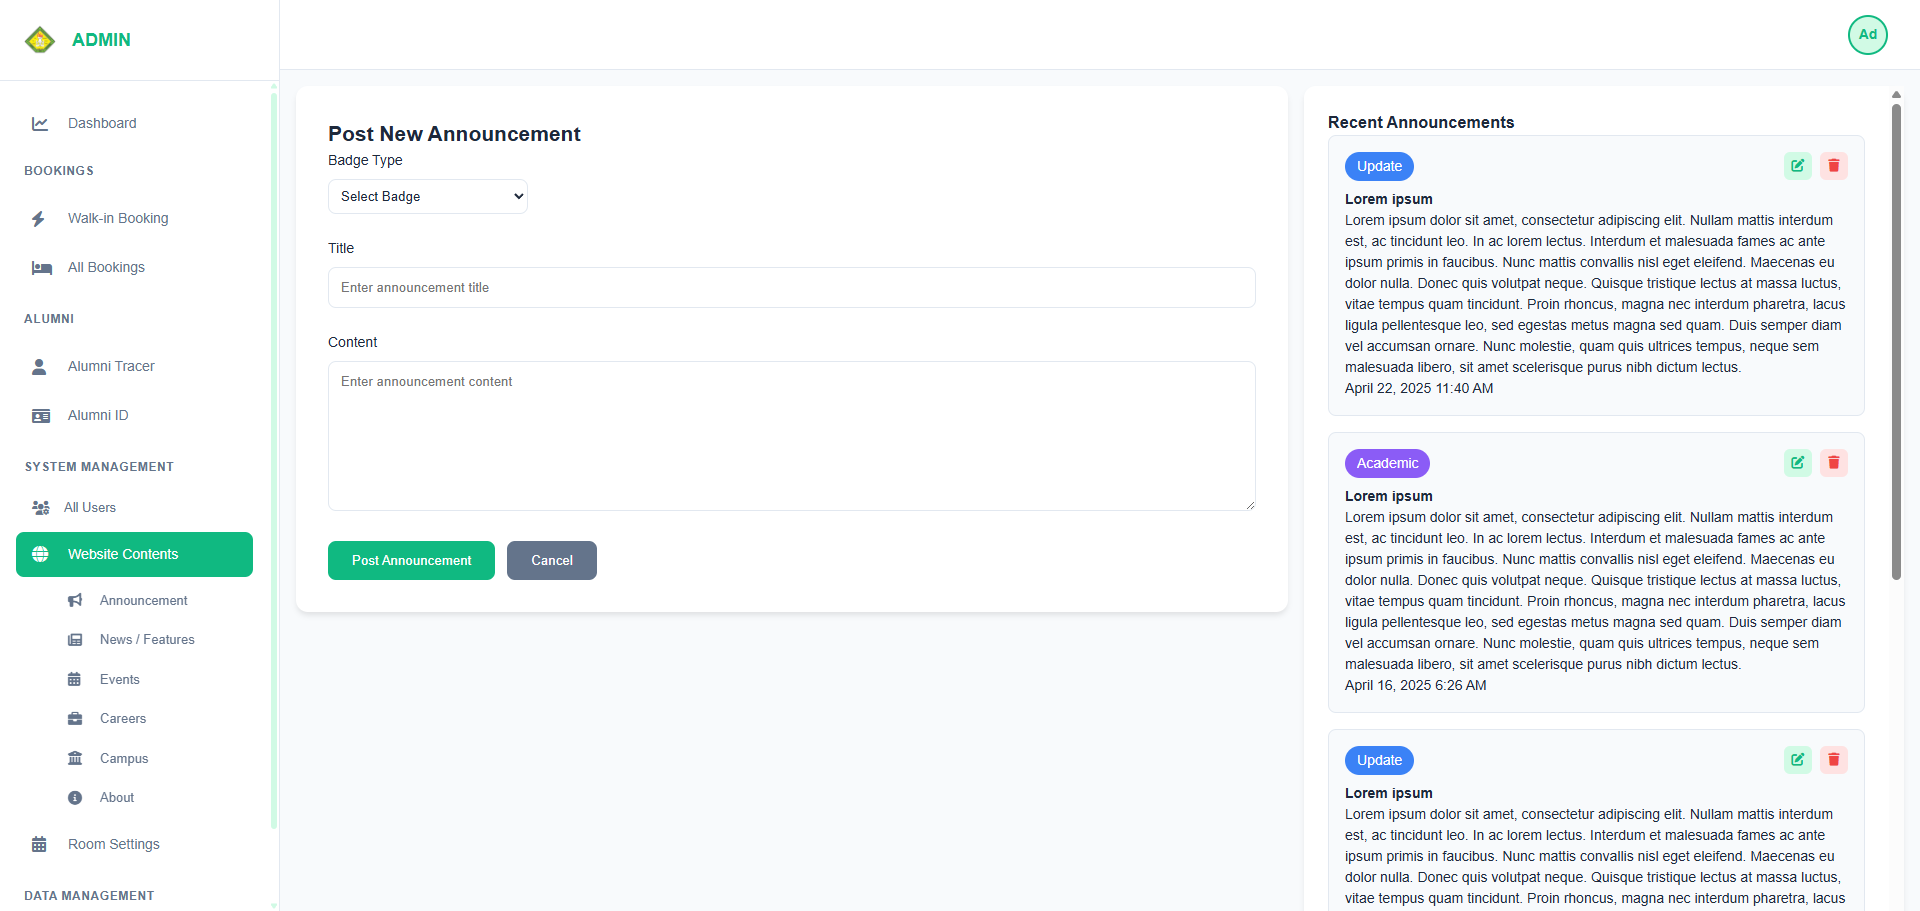 ADMIN
Ad
Dashboard
BOOKINGS
Walk-in Booking
All Bookings
ALUMNI
Alumni Tracer
Alumni ID
SYSTEM MANAGEMENT
All Users
Website Contents
Announcement
News / Features
Events
Careers
Campus
About
Room Settings
DATA MANAGEMENT
Post New Announcement
Badge Type
Select Badge
Title
Enter announcement title
Content
Enter announcement content
Post Announcement
Cancel
Recent Announcements
Update
Lorem ipsum
Lorem ipsum dolor sit amet, consectetur adipiscing elit. Nullam mattis interdum
est, ac tincidunt leo. In ac lorem lectus. Interdum et malesuada fames ac ante
ipsum primis in faucibus. Nunc mattis convallis nisl eget eleifend. Maecenas eu
dolor nulla. Donec quis volutpat neque. Quisque tristique lectus at massa luctus,
vitae tempus quam tincidunt. Proin rhoncus, magna nec interdum pharetra, lacus
ligula pellentesque leo, sed egestas metus magna sed quam. Duis semper diam
vel accumsan ornare. Nunc molestie, quam quis ultrices tempus, neque sem
malesuada libero, sit amet scelerisque purus nibh dictum lectus.
April 22, 2025 11:40 AM
Academic
Lorem ipsum
Lorem ipsum dolor sit amet, consectetur adipiscing elit. Nullam mattis interdum
est, ac tincidunt leo. In ac lorem lectus. Interdum et malesuada fames ac ante
ipsum primis in faucibus. Nunc mattis convallis nisl eget eleifend. Maecenas eu
dolor nulla. Donec quis volutpat neque. Quisque tristique lectus at massa luctus,
vitae tempus quam tincidunt. Proin rhoncus, magna nec interdum pharetra, lacus
ligula pellentesque leo, sed egestas metus magna sed quam. Duis semper diam
vel accumsan ornare. Nunc molestie, quam quis ultrices tempus, neque sem
malesuada libero, sit amet scelerisque purus nibh dictum lectus.
April 16, 2025 6:26 AM
Update
Lorem ipsum
Lorem ipsum dolor sit amet, consectetur adipiscing elit. Nullam mattis interdum
est, ac tincidunt leo. In ac lorem lectus. Interdum et malesuada fames ac ante
ipsum primis in faucibus. Nunc mattis convallis nisl eget eleifend. Maecenas eu
dolor nulla. Donec quis volutpat neque. Quisque tristique lectus at massa luctus,
vitae tempus quam tincidunt. Proin rhoncus, magna nec interdum pharetra, lacus